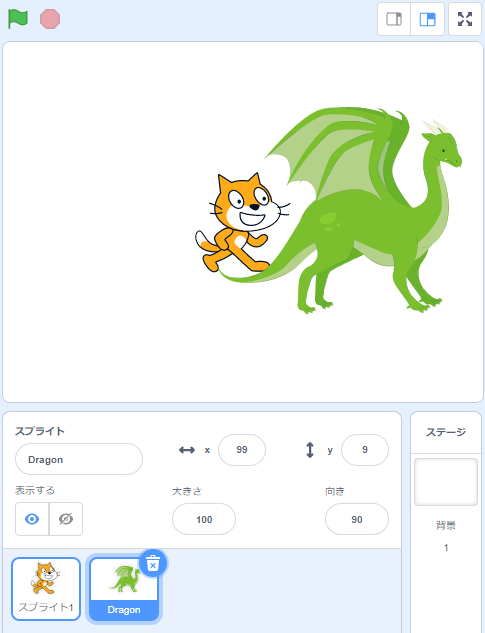 スプライト
ステージ
Dragon
x
99
y
9
表示する
大きさ
向き
100
90
背景
1
スプライト1
Dragon